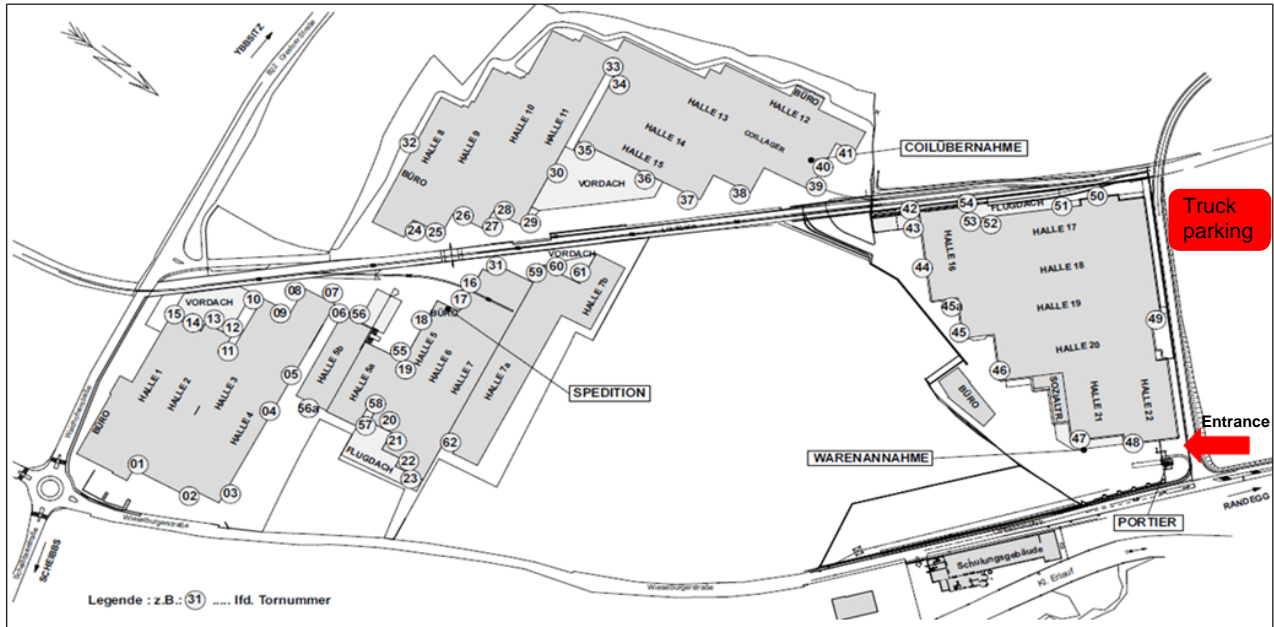 YBBSITZ
B22 Grestner Straße
BÜRO
HALLE 12
HALLE 13
COILLAGER
HALLE 14
HALLE 15
HALLE 10
HALLE 11
HALLE 9
HALLE 8
BÜRO
33
34
32
35
30
36
37
38
39
40
41
VORDACH
COILÜBERNAHME
24
25
26
27
28
29
Truck
parking
42
43
54
53
52
FLUGDACH
51
50
HALLE 16
HALLE 17
HALLE 18
HALLE 19
HALLE 20
HALLE 21
HALLE 22
SOZIALTR.
44
45a
45
46
47
48
49
BÜRO
Entrance
WARENANNAHME
PORTIER
RANDEGG
VORDACH
15
14
13
12
11
10
09
08
07
06
56
05
04
HALLE 1
HALLE 2
HALLE 3
HALLE 4
BÜRO
01
02
03
HALLE 5b
HALLE 5a
56a
BÜRO
16
17
18
31
55
19
HALLE 5
HALLE 6
HALLE 7
HALLE 7a
HALLE 7b
VORDACH
59
60
61
62
58
57
20
21
22
23
FLUGDACH
SPEDITION
Wieselburgerstraße
Wieselburgerstraße
SCHEIBBS
Schulungsgebäude
Kl. Erlauf
Legende : z.B.: 31 ..... lfd. Tornummer